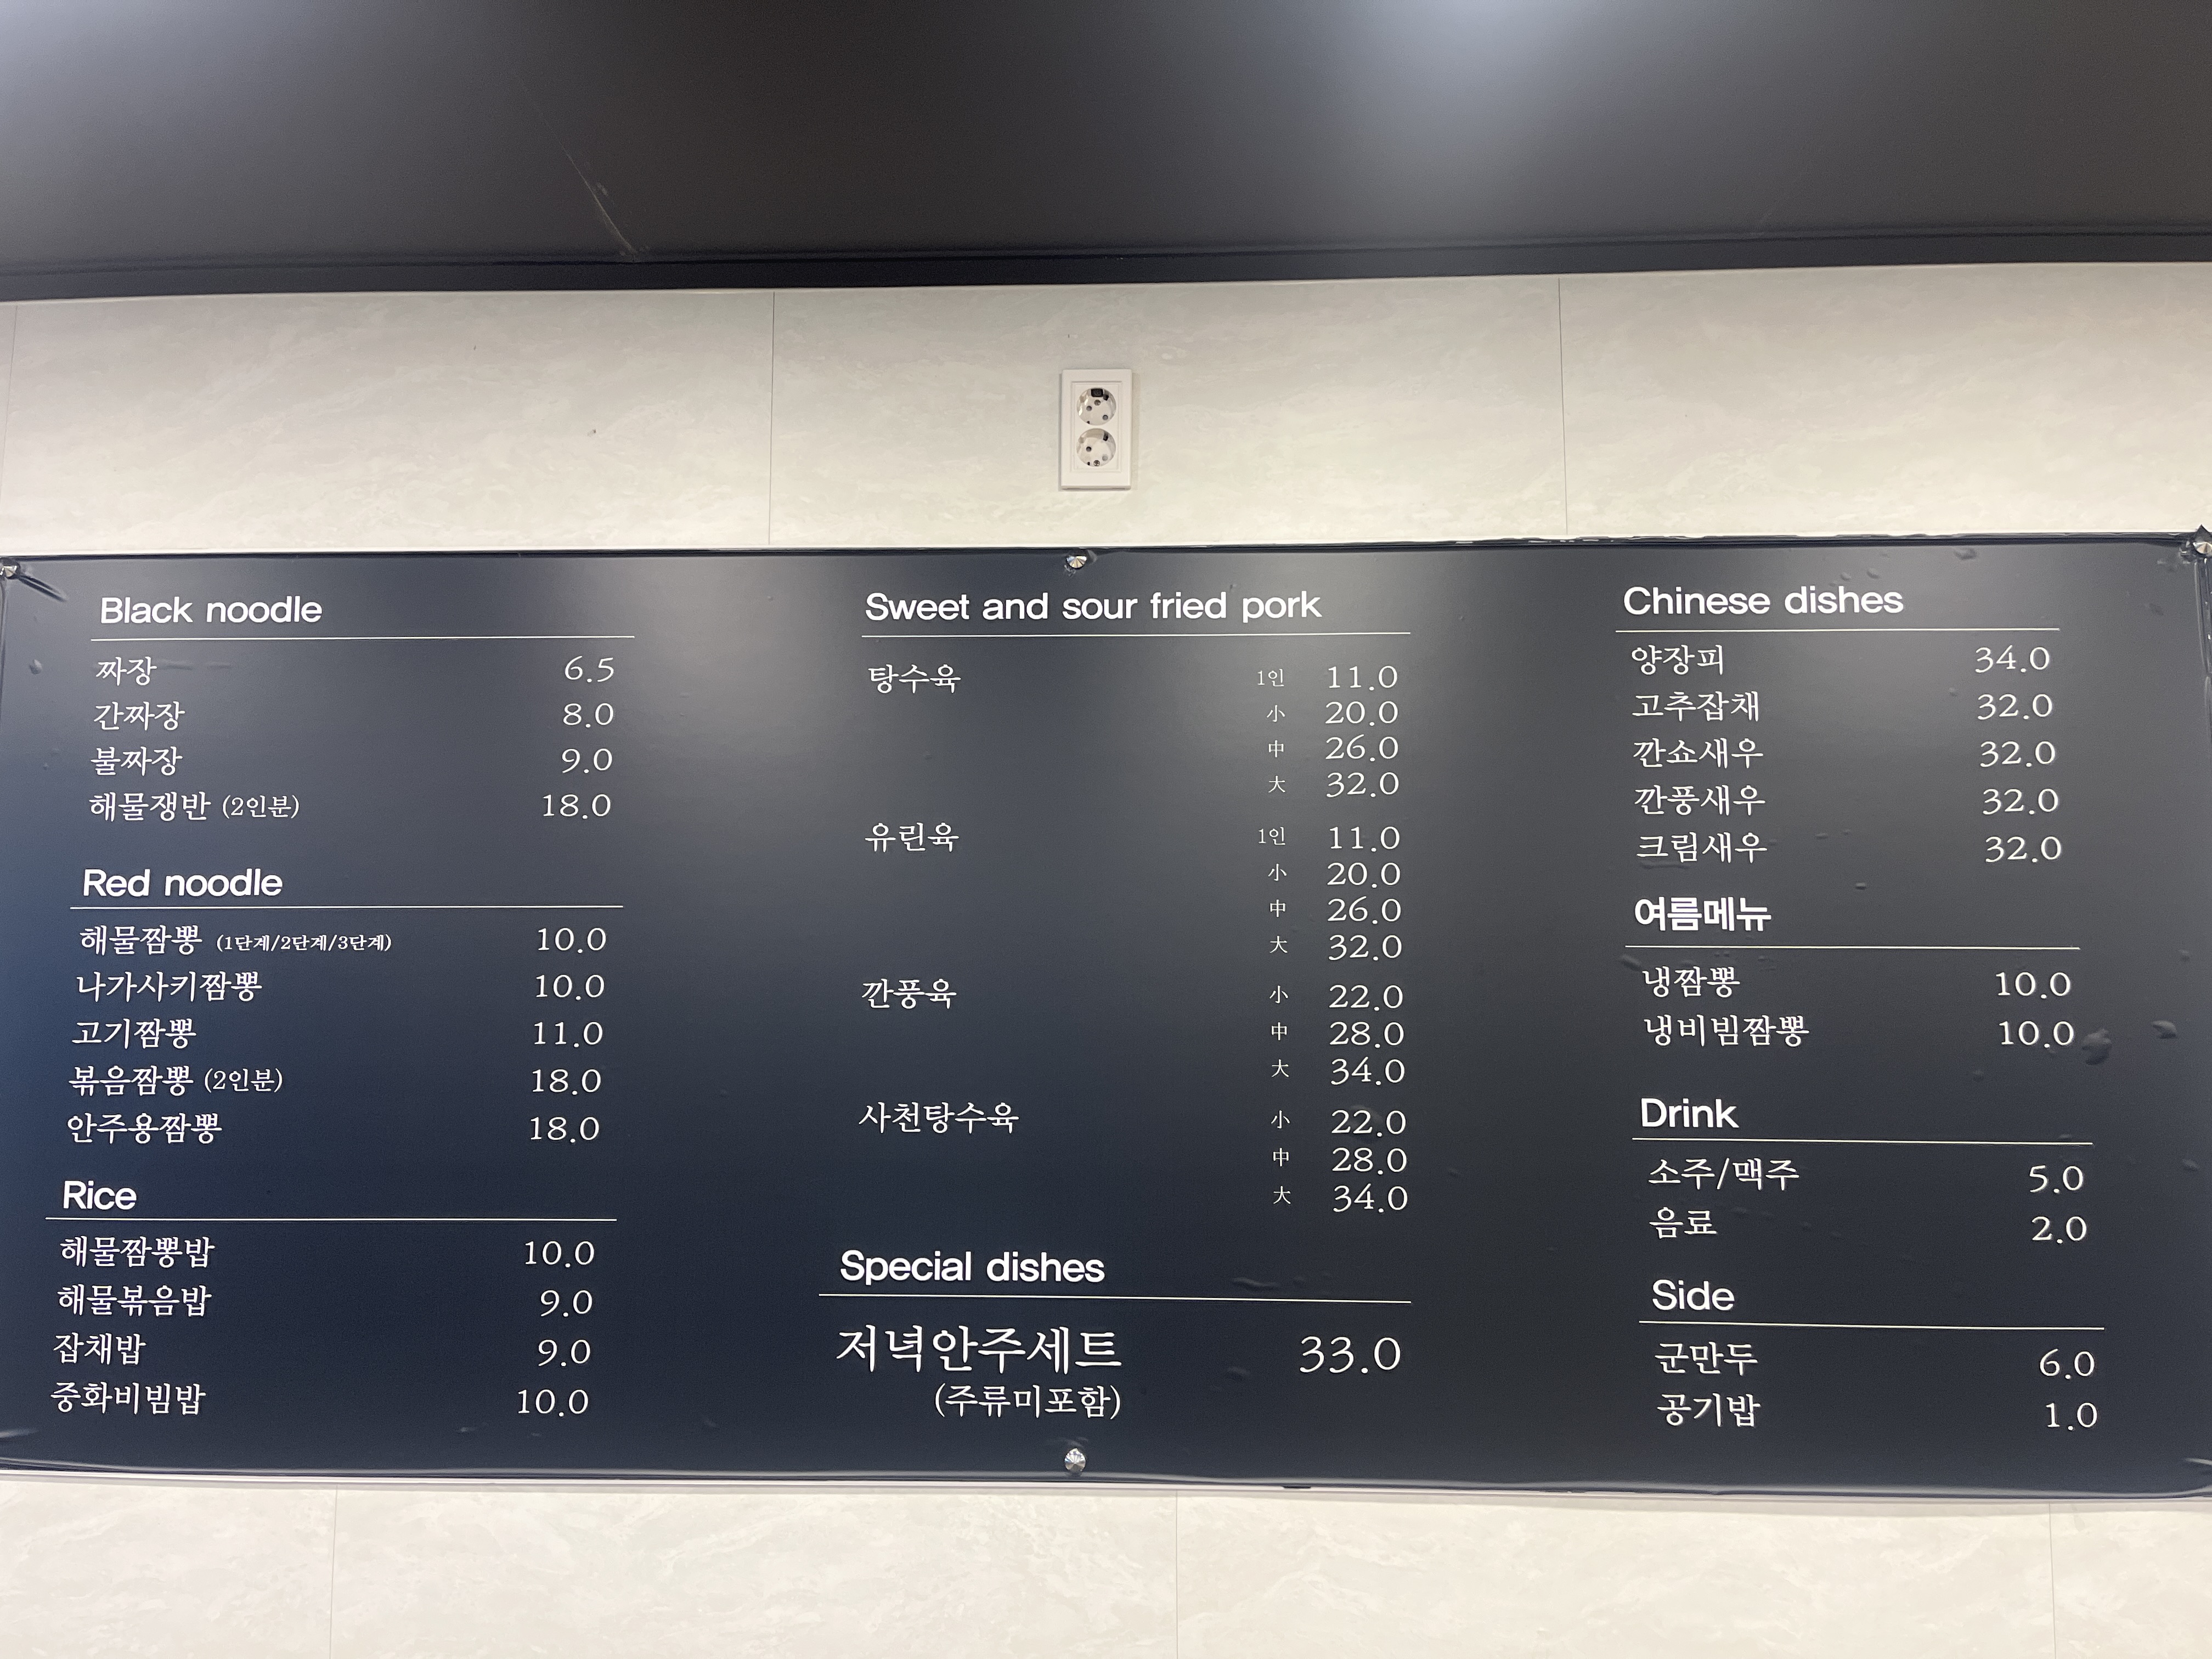 Black noodle
짜장 6.5
간짜장 8.0
불짜장 9.0
해물쟁반 (2인분) 18.0
Red noodle
해물짬뽕 (1단계/2단계/3단계) 10.0
나가사키짬뽕 10.0
고기짬뽕 11.0
볶음짬뽕 (2인분) 18.0
안주용짬뽕 18.0
Rice
해물짬뽕밥 10.0
해물볶음밥 9.0
잡채밥 9.0
중화비빔밥 10.0
Sweet and sour fried pork
탕수육 1인 11.0
小 20.0
中 26.0
大 32.0
유린육 1인 11.0
小 20.0
中 26.0
大 32.0
깐풍육 小 22.0
中 28.0
大 34.0
사천탕수육 小 22.0
中 28.0
大 34.0
Special dishes
저녁안주세트 33.0
(주류미포함)
Chinese dishes
양장피 34.0
고추잡채 32.0
깐쇼새우 32.0
깐풍새우 32.0
크림새우 32.0
여름메뉴
냉짬뽕 10.0
냉비빔짬뽕 10.0
Drink
소주/맥주 5.0
음료 2.0
Side
군만두 6.0
공기밥 1.0